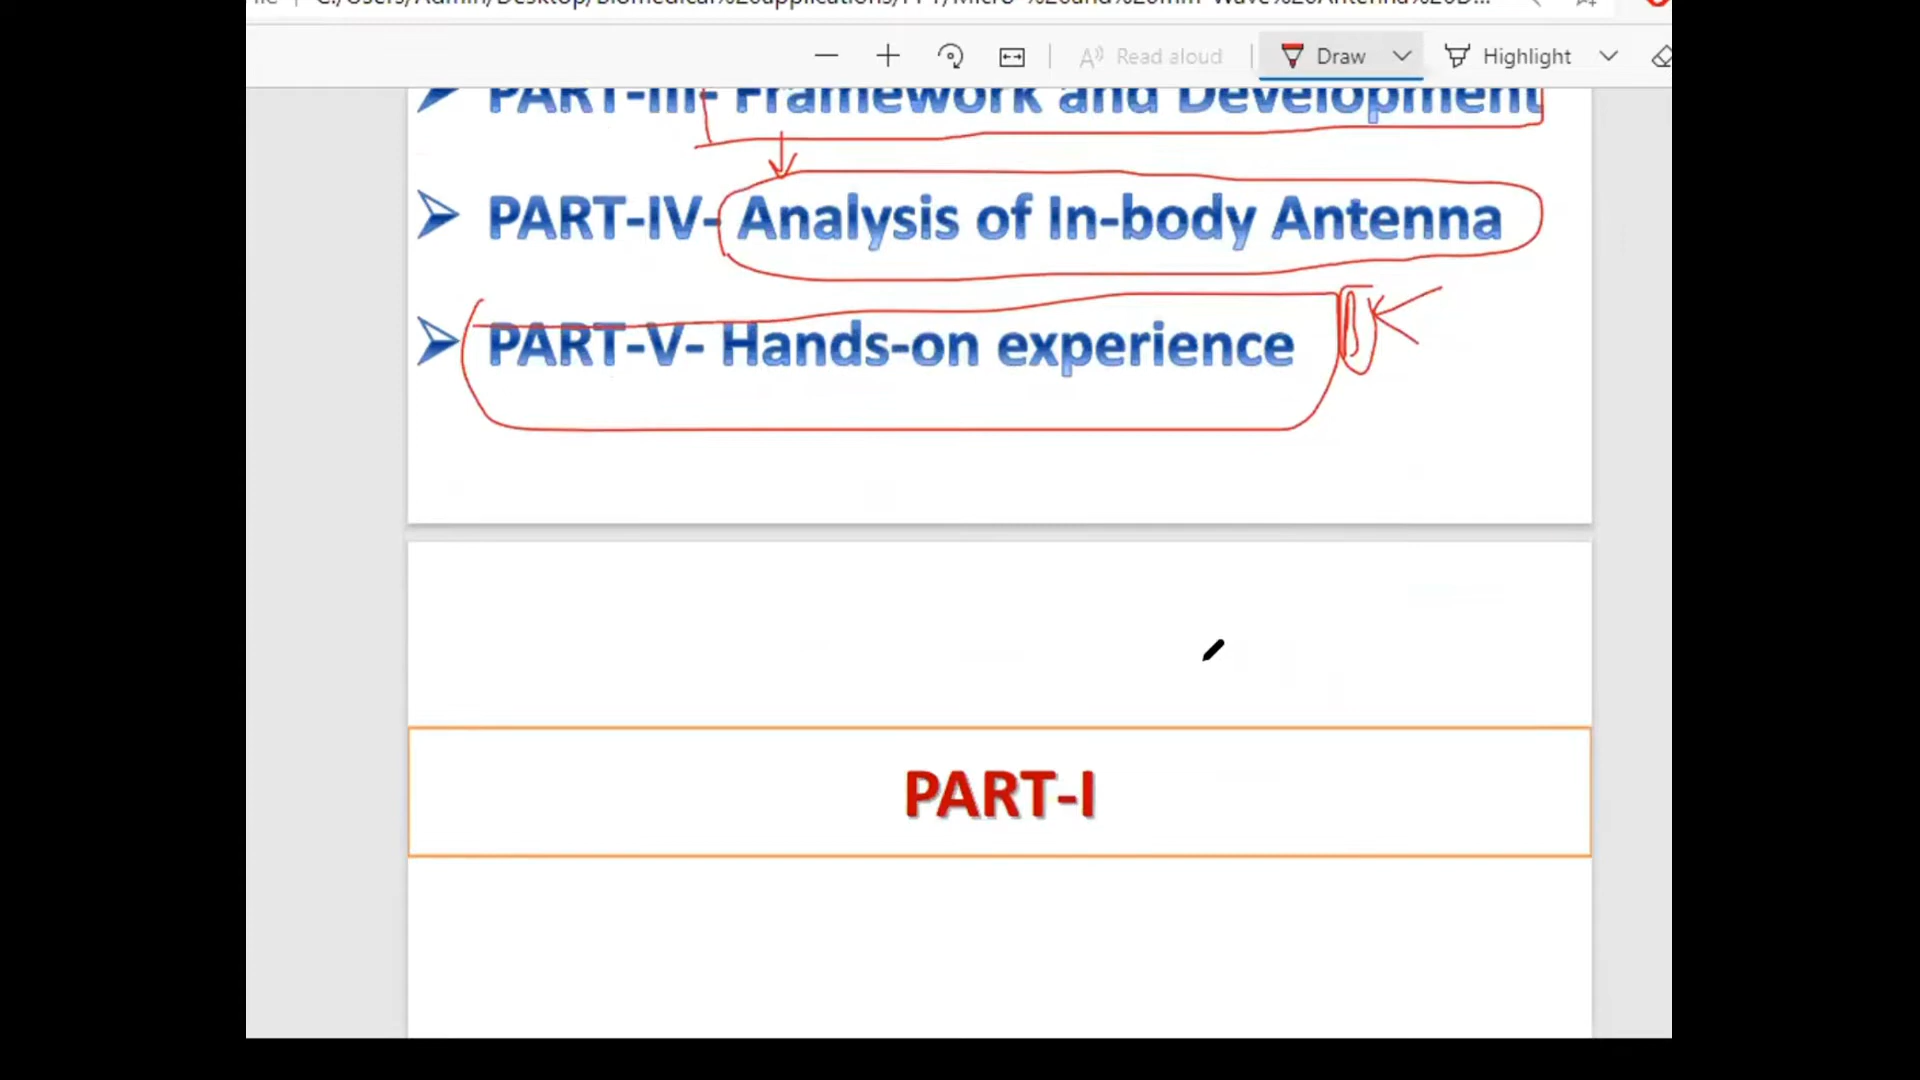 Read aloud Draw Highlight
PART-III- Framework and Development
PART-IV- Analysis of In-body Antenna
PART-V- Hands-on experience
PART-I